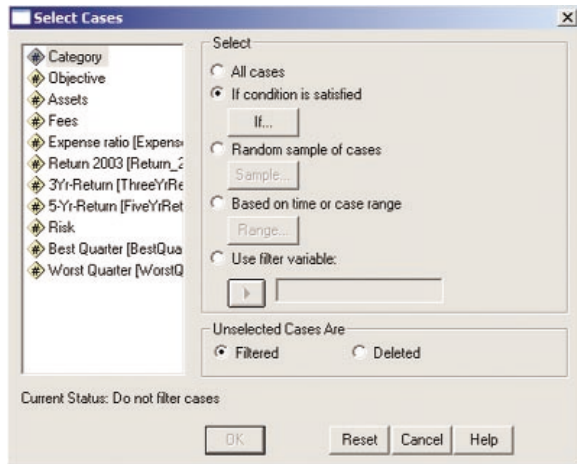 Select Cases
Category
Objective
Assets
Fees
Expense ratio [Expens
Return 2003 [Return_2
3Yr-Return [ThreeYrRe
5-Yr-Return [FiveYrRet
Risk
Best Quarter [BestQua
Worst Quarter [WorstQ
Select
All cases
If condition is satisfied
If...
Random sample of cases
Sample...
Based on time or case range
Range...
Use filter variable:
Unselected Cases Are
Filtered
Deleted
Current Status: Do not filter cases
OK
Reset
Cancel
Help